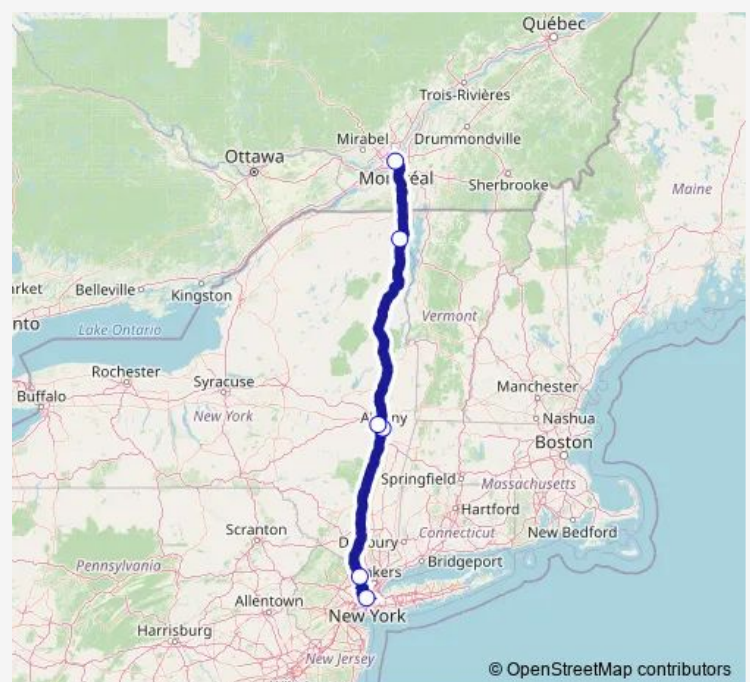 Québec
Trois-Rivières
Mirabel
Drummondville
Ottawa
Montréal
Sherbrooke
Maine
Belleville
Kingston
Lake Ontario
Vermont
Rochester
Syracuse
Buffalo
Manchester
New York
Albany
Nashua
Boston
Springfield
Massachusetts
Hartford
Scranton
Danbury
Connecticut
New Bedford
Pennsylvania
Bridgeport
Allentown
New York
Harrisburg
New Jersey
© OpenStreetMap contributors